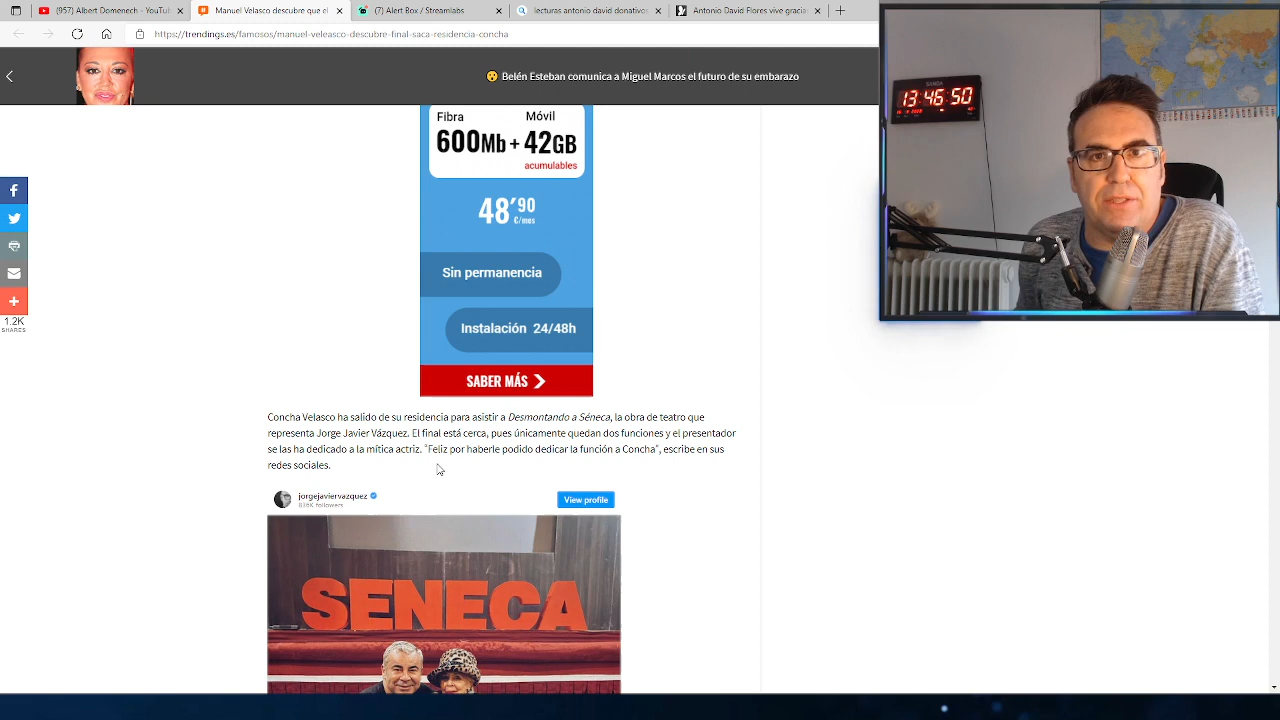 (957) Albert Domenech - YouTu
Manuel Velasco descubre que el
(7) Alert Box / Streamlabs
lecturas antonio david donativos
Antonio David Flores vive gracia
https://trendings.es/famosos/manuel-veleasco-descubre-final-saca-residencia-concha
Belén Esteban comunica a Miguel Marcos el futuro de su embarazo
SANDA
13:46:50
Fibra Móvil
600Mb + 42GB
acumulables
48'90
€/mes
Sin permanencia
Instalación 24/48h
SABER MÁS
1.2K
SHARES
Concha Velasco ha salido de su residencia para asistir a Desmontando a Séneca, la obra de teatro que
representa Jorge Javier Vázquez. El final está cerca, pues únicamente quedan dos funciones y el presentador
se las ha dedicado a la mítica actriz. "Feliz por haberle podido dedicar la función a Concha", escribe en sus
redes sociales.
jorgejaviervazquez
836K followers
View profile
SENECA